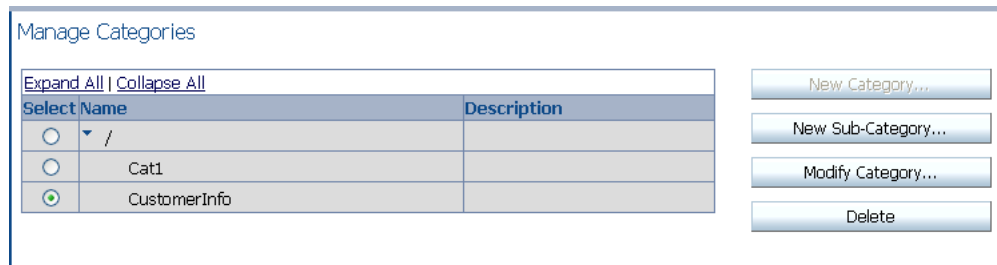 Manage Categories
Expand All | Collapse All
New Category...
Select Name Description
/
New Sub-Category...
Cat1
Modify Category...
CustomerInfo
Delete